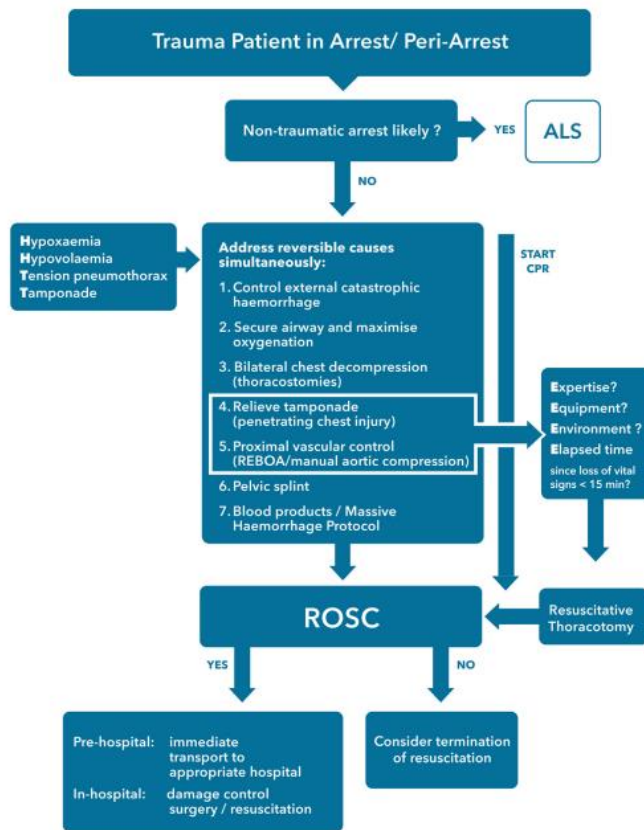 Trauma Patient in Arrest/ Peri-Arrest
Non-traumatic arrest likely ?
YES
ALS
NO
Hypoxaemia
Hypovolaemia
Tension pneumothorax
Tamponade
Address reversible causes
simultaneously:
1. Control external catastrophic
haemorrhage
2. Secure airway and maximise
oxygenation
3. Bilateral chest decompression
(thoracostomies)
4. Relieve tamponade
(penetrating chest injury)
5. Proximal vascular control
(REBOA/manual aortic compression)
6. Pelvic splint
7. Blood products / Massive
Haemorrhage Protocol
START
CPR
Expertise?
Equipment?
Environment ?
Elapsed time
since loss of vital
signs < 15 min?
Resuscitative
Thoracotomy
ROSC
YES
NO
Pre-hospital: immediate
transport to
appropriate hospital
In-hospital: damage control
surgery / resuscitation
Consider termination
of resuscitation